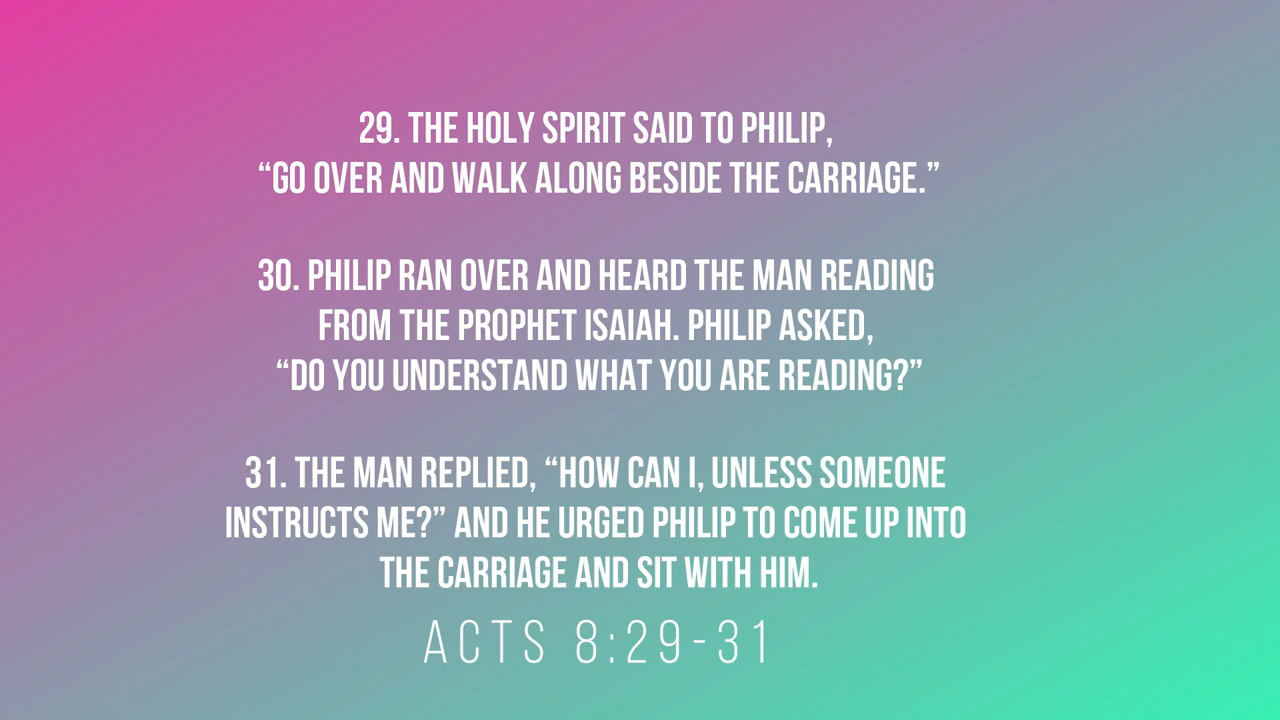 29. THE HOLY SPIRIT SAID TO PHILIP,
“GO OVER AND WALK ALONG BESIDE THE CARRIAGE.”
30. PHILIP RAN OVER AND HEARD THE MAN READING
FROM THE PROPHET ISAIAH. PHILIP ASKED,
“DO YOU UNDERSTAND WHAT YOU ARE READING?”
31. THE MAN REPLIED, “HOW CAN I, UNLESS SOMEONE
INSTRUCTS ME?” AND HE URGED PHILIP TO COME UP INTO
THE CARRIAGE AND SIT WITH HIM.
ACTS 8:29-31